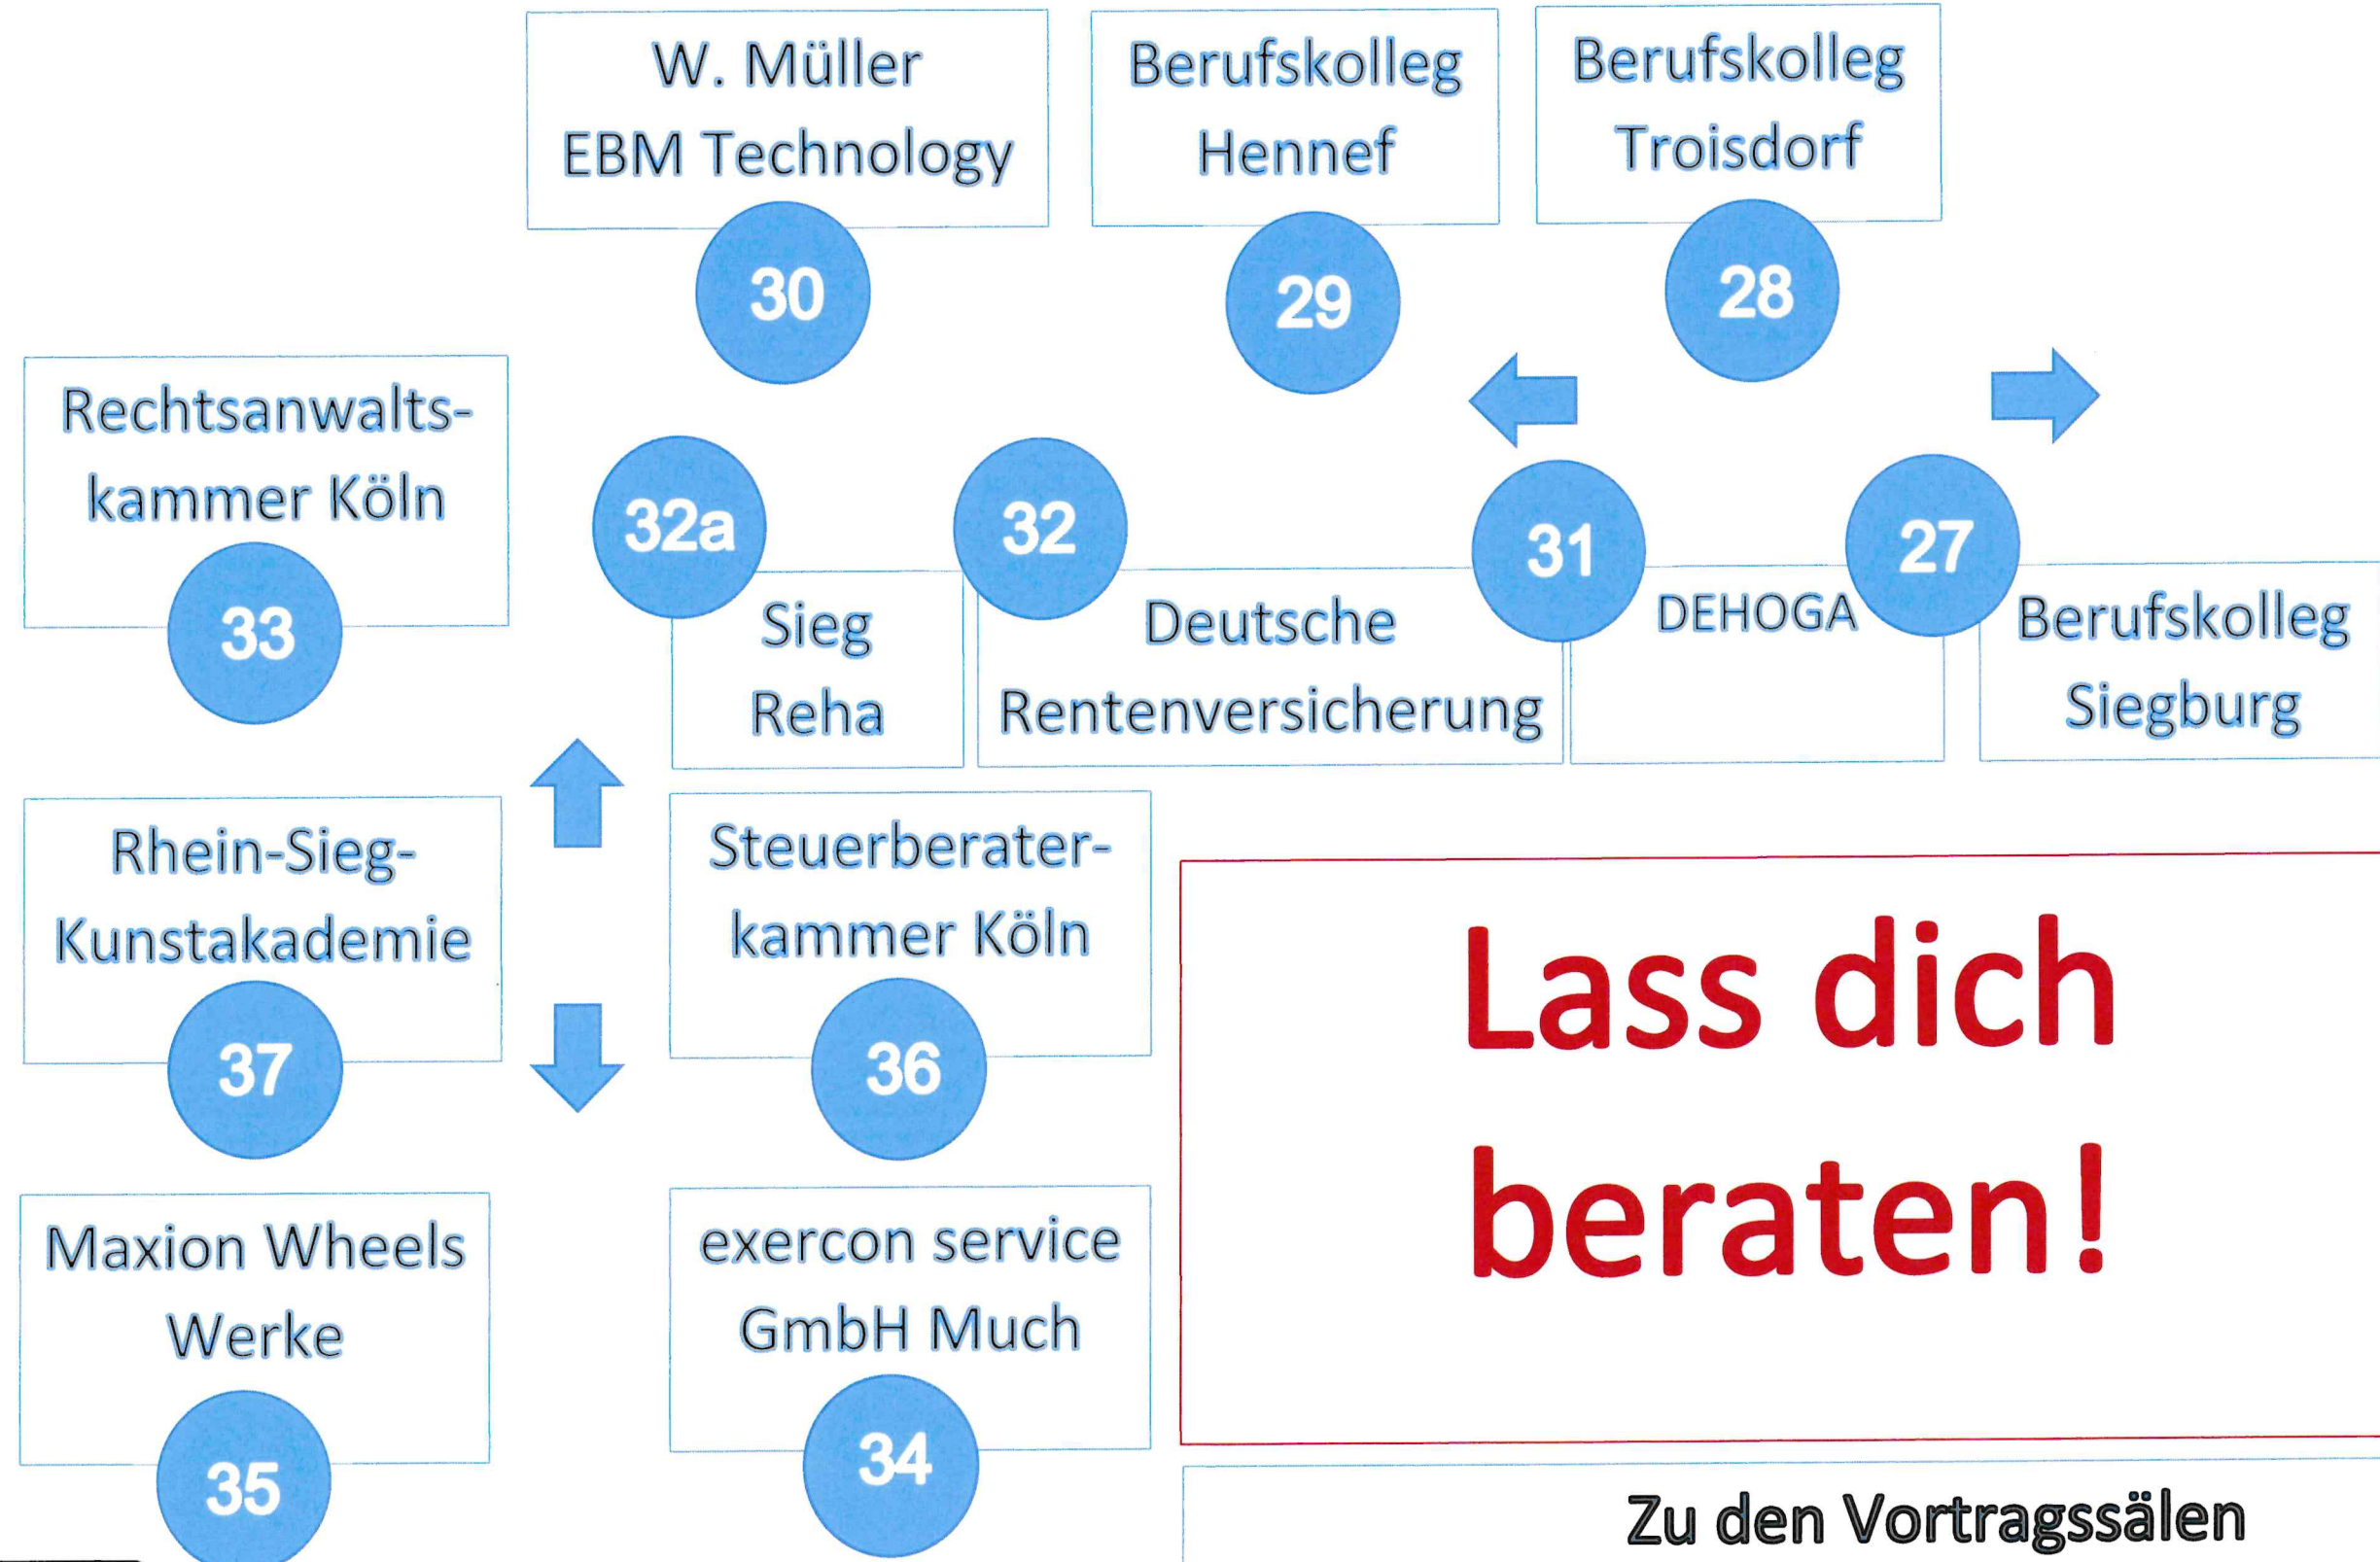 W. Müller
EBM Technology
30
Berufskolleg
Hennef
29
Berufskolleg
Troisdorf
28
Rechtsanwalts-
kammer Köln
33
32a
Sieg
Reha
32
Deutsche
Rentenversicherung
31
DEHOGA
27
Berufskolleg
Siegburg
Rhein-Sieg-
Kunstakademie
37
Steuerberater-
kammer Köln
36
Lass dich
beraten!
Maxion Wheels
Werke
35
exercon service
GmbH Much
34
Zu den Vortragssälen